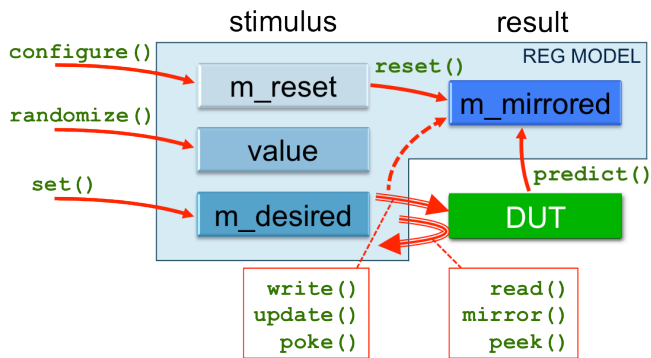 stimulus
result
configure()
REG MODEL
m_reset
reset()
m_mirrored
randomize()
value
set()
m_desired
predict()
DUT
write()
update()
poke()
read()
mirror()
peek()